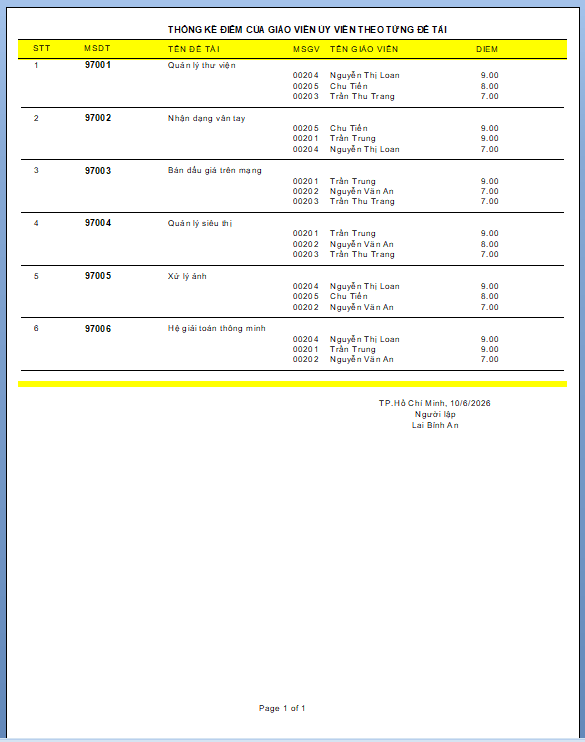 THỐNG KÊ ĐIỂM CỦA GIÁO VIÊN ỦY VIÊN THEO TỪNG ĐỀ TÀI
STT MSDT TÊN ĐỀ TÀI MSGV TÊN GIÁO VIÊN DIEM
1 97001 Quản lý thư viện
00204 Nguyễn Thị Loan 9.00
00205 Chu Tiến 8.00
00203 Trần Thu Trang 7.00
2 97002 Nhận dạng vân tay
00205 Chu Tiến 9.00
00201 Trần Trung 9.00
00204 Nguyễn Thị Loan 7.00
3 97003 Bán đấu giá trên mạng
00201 Trần Trung 9.00
00202 Nguyễn Văn An 7.00
00203 Trần Thu Trang 7.00
4 97004 Quản lý siêu thị
00201 Trần Trung 9.00
00202 Nguyễn Văn An 8.00
00203 Trần Thu Trang 7.00
5 97005 Xử lý ảnh
00204 Nguyễn Thị Loan 9.00
00205 Chu Tiến 8.00
00202 Nguyễn Văn An 7.00
6 97006 Hệ giải toán thông minh
00204 Nguyễn Thị Loan 9.00
00201 Trần Trung 9.00
00202 Nguyễn Văn An 7.00
TP.Hồ Chí Minh, 10/6/2026
Người lập
Lai Bính An
Page 1 of 1